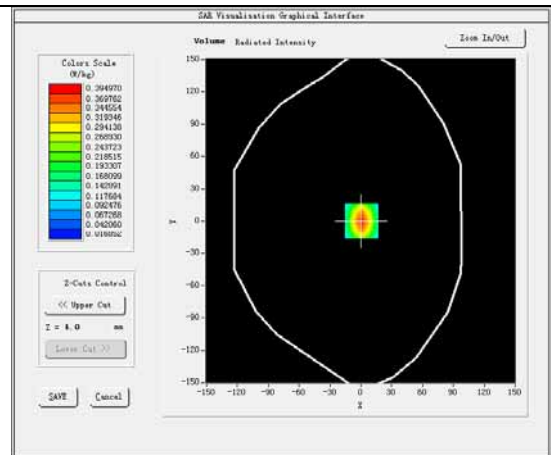 SAR Visualisation Graphical Interface
Volume Radiated Intensity
Zoom In/Out
Colors Scale
(W/kg)
0.394970
0.369762
0.344554
0.319346
0.294138
0.268930
0.243723
0.218515
0.193307
0.168099
0.142891
0.117684
0.092476
0.067268
0.042060
0.016852
150
120
90
60
30
0
-30
-60
-90
-120
-150
Y
-150 -120 -90 -60 -30 0 30 60 90 120 150
X
Z-Cuts Control
<< Upper Cut
Z = 4.0 mm
Lower Cut >>
SAVE Cancel